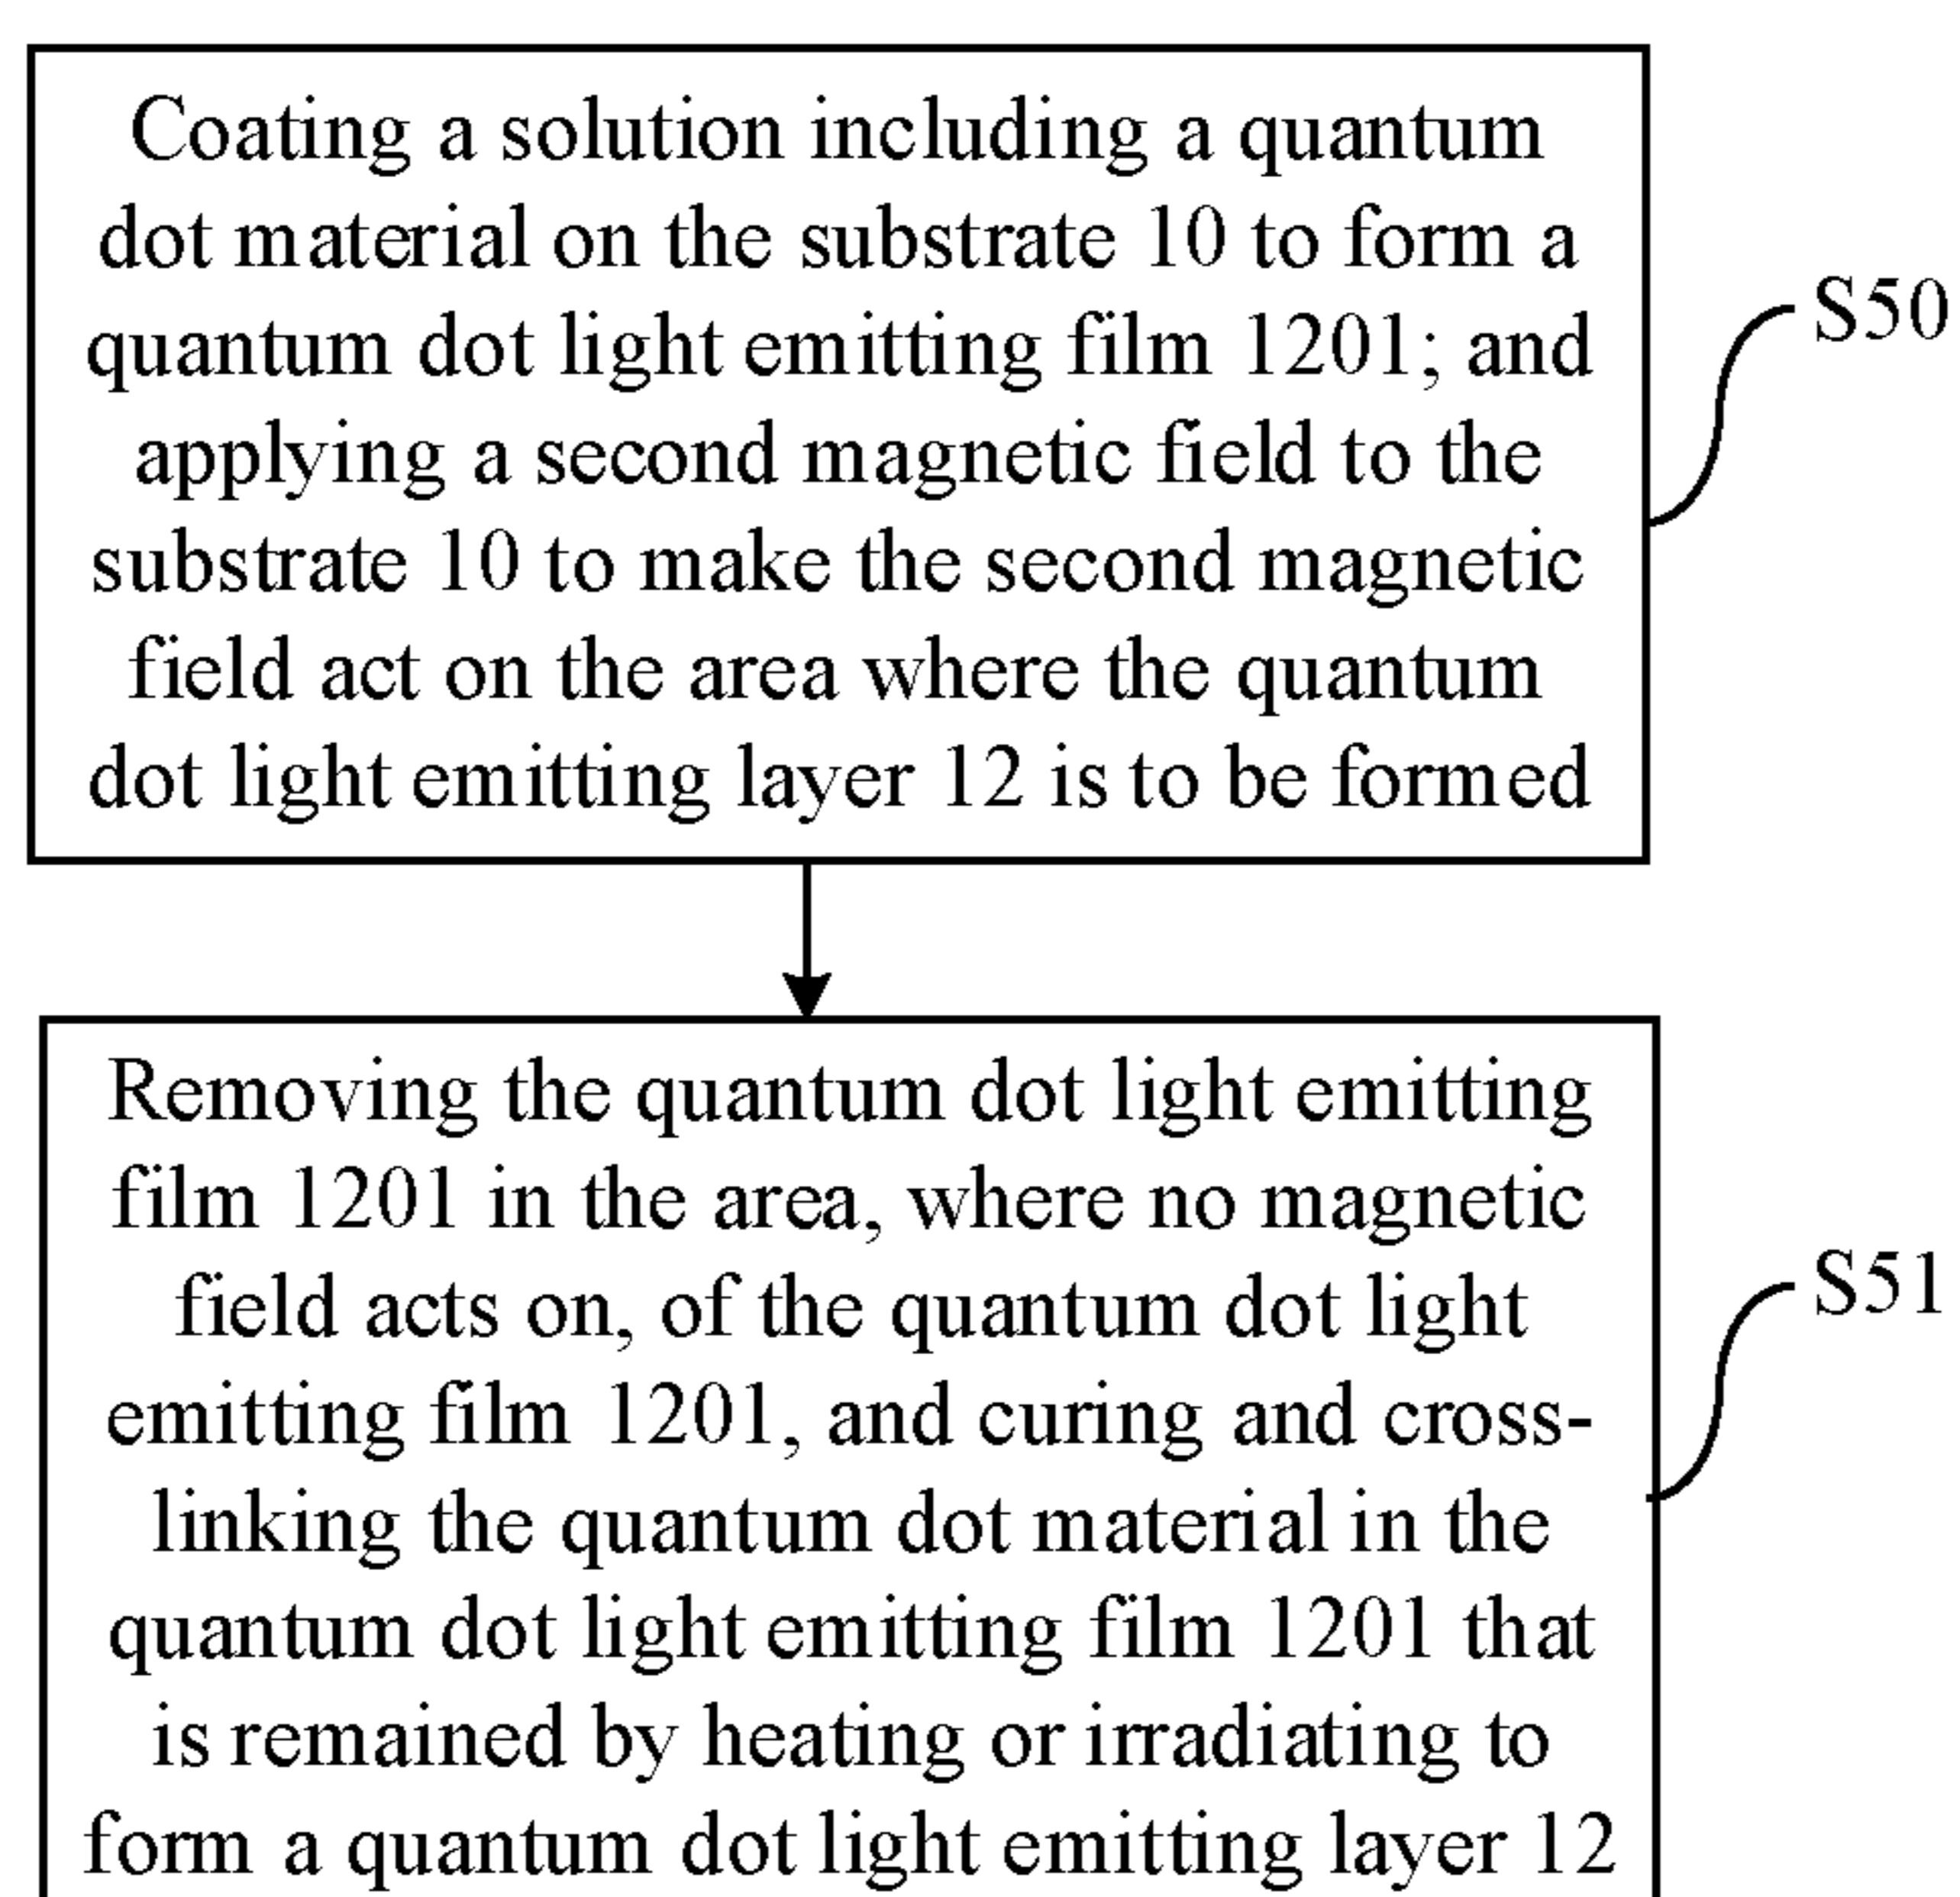 Coating a solution including a quantum
dot material on the substrate 10 to form a
quantum dot light emitting film 1201; and
applying a second magnetic field to the
substrate 10 to make the second magnetic
field act on the area where the quantum
dot light emitting layer 12 is to be formed
S50
Removing the quantum dot light emitting
film 1201 in the area, where no magnetic
field acts on, of the quantum dot light
emitting film 1201, and curing and cross-
linking the quantum dot material in the
quantum dot light emitting film 1201 that
is remained by heating or irradiating to
form a quantum dot light emitting layer 12
S51